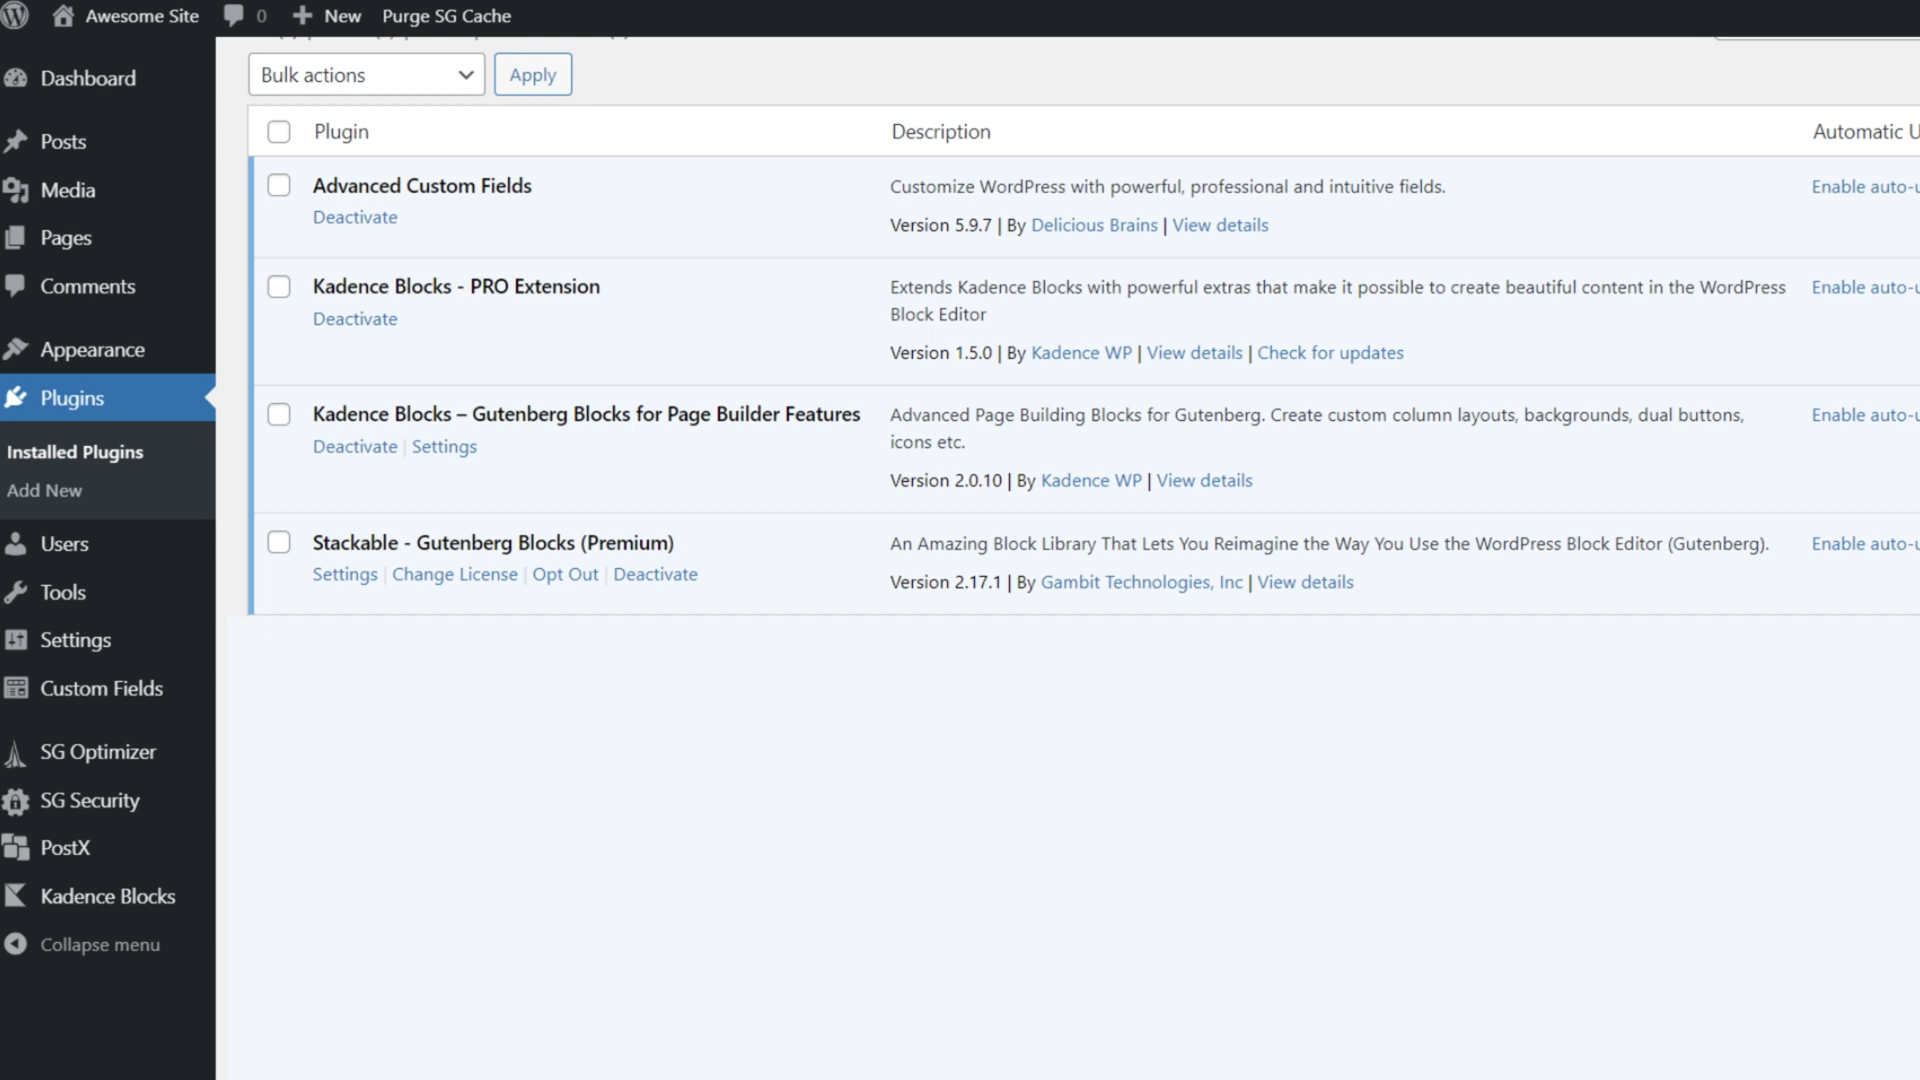 Awesome Site 0 New Purge SG Cache
Dashboard
Posts
Media
Pages
Comments
Appearance
Plugins
Installed Plugins
Add New
Users
Tools
Settings
Custom Fields
SG Optimizer
SG Security
PostX
Kadence Blocks
Collapse menu
Bulk actions Apply
Plugin Description Automatic U
Advanced Custom Fields
Deactivate
Customize WordPress with powerful, professional and intuitive fields.
Version 5.9.7 | By Delicious Brains | View details
Enable auto-u
Kadence Blocks - PRO Extension
Deactivate
Extends Kadence Blocks with powerful extras that make it possible to create beautiful content in the WordPress
Block Editor
Version 1.5.0 | By Kadence WP | View details | Check for updates
Enable auto-u
Kadence Blocks – Gutenberg Blocks for Page Builder Features
Deactivate | Settings
Advanced Page Building Blocks for Gutenberg. Create custom column layouts, backgrounds, dual buttons,
icons etc.
Version 2.0.10 | By Kadence WP | View details
Enable auto-u
Stackable - Gutenberg Blocks (Premium)
Settings | Change License | Opt Out | Deactivate
An Amazing Block Library That Lets You Reimagine the Way You Use the WordPress Block Editor (Gutenberg).
Version 2.17.1 | By Gambit Technologies, Inc | View details
Enable auto-u